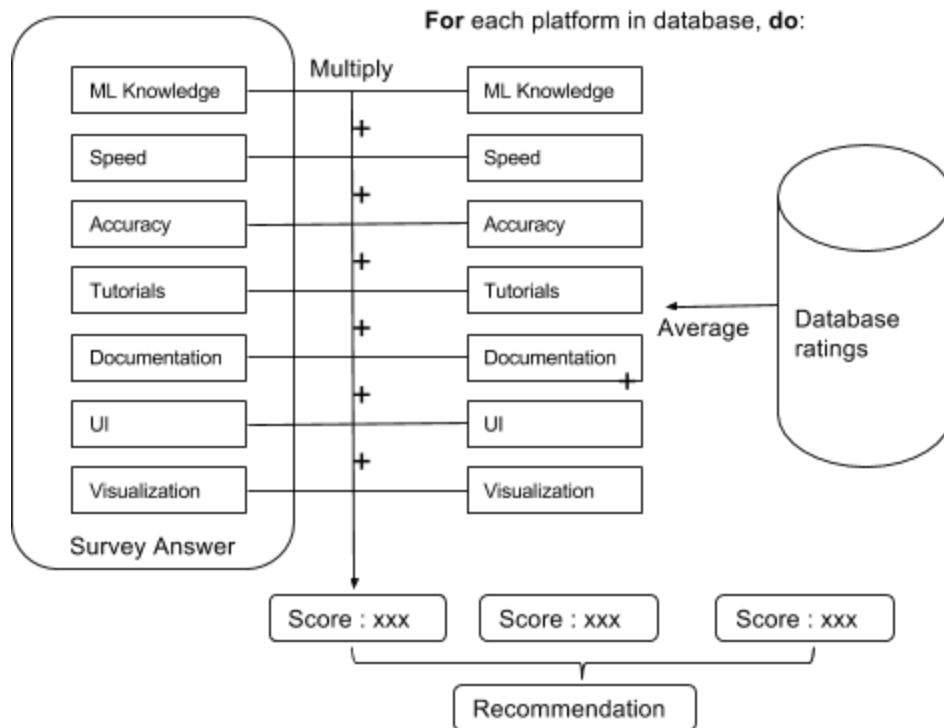 For each platform in database, do:
Multiply
ML Knowledge
ML Knowledge
+
Speed
Speed
+
Accuracy
Accuracy
+
Tutorials
Tutorials
+
Average
Database
ratings
Documentation
Documentation
+
+
UI
UI
+
Visualization
Visualization
Survey Answer
Score : xxx
Score : xxx
Score : xxx
Recommendation